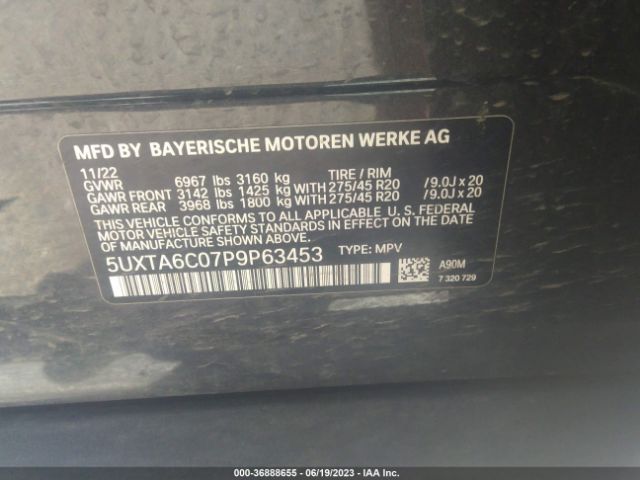 MFD BY BAYERISCHE MOTOREN WERKE AG
11/22 TIRE / RIM
GVWR 6967 lbs 3160 kg
GAWR FRONT 3142 lbs 1425 kg WITH 275/45 R20 / 9.0J x 20
GAWR REAR 3968 lbs 1800 kg WITH 275/45 R20 / 9.0J x 20
THIS VEHICLE CONFORMS TO ALL APPLICABLE U. S. FEDERAL
MOTOR VEHICLE SAFETY STANDARDS IN EFFECT ON THE
DATE OF MANUFACTURE SHOWN ABOVE.
5UXTA6C07P9P63453 TYPE: MPV
A90M
7 320 729
000-36888655 - 06/19/2023 - IAA Inc.